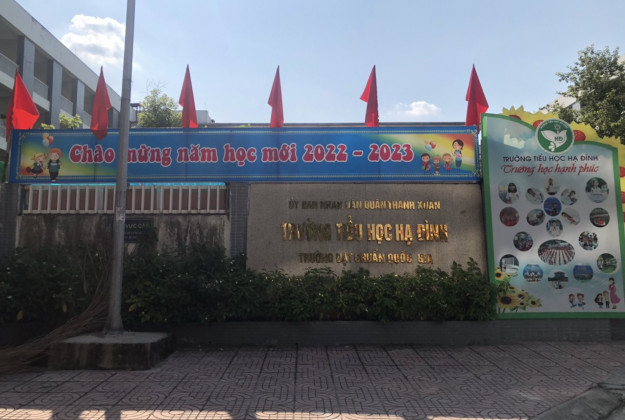 Chào mừng năm học mới 2022 - 2023
ỦY BAN NHÂN DÂN QUẬN THANH XUÂN
TRƯỜNG TIỂU HỌC HẠ ĐÌNH
TRƯỜNG ĐẠT CHUẨN QUỐC GIA
HĐ
TRƯỜNG TIỂU HỌC HẠ ĐÌNH
Trường học hạnh phúc